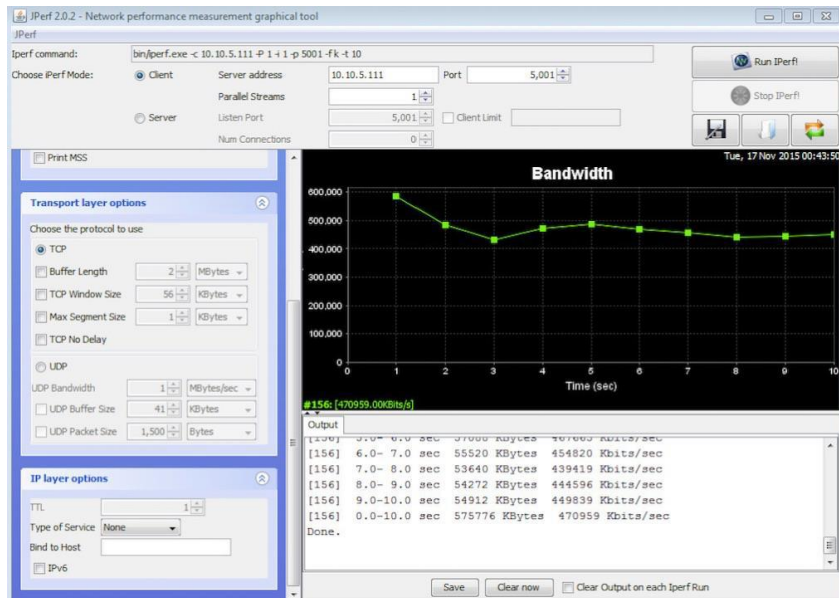 JPerf 2.0.2 - Network performance measurement graphical tool
JPerf
Iperf command: bin/iperf.exe -c 10.10.5.111 -P 1 -i 1 -p 5001 -f k -t 10
Choose iPerf Mode: Client Server address 10.10.5.111 Port 5,001
Parallel Streams 1
Server Listen Port 5,001 Client Limit
Num Connections 0
Run IPerf!
Stop IPerf!
Print MSS
Transport layer options
Choose the protocol to use
TCP
Buffer Length 2 MBytes
TCP Window Size 56 KBytes
Max Segment Size 1 KBytes
TCP No Delay
UDP
UDP Bandwidth 1 MBytes/sec
UDP Buffer Size 41 KBytes
UDP Packet Size 1,500 Bytes
IP layer options
TTL 1
Type of Service None
Bind to Host
IPv6
Tue, 17 Nov 2015 00:43:50
Bandwidth
600,000
500,000
400,000
300,000
200,000
100,000
0
0 1 2 3 4 5 6 7 8 9 10
Time (sec)
#156: [470959.00KBits/s]
Output
[156] 5.0- 6.0 sec 57088 KBytes 467665 Kbits/sec
[156] 6.0- 7.0 sec 55520 KBytes 454820 Kbits/sec
[156] 7.0- 8.0 sec 53640 KBytes 439419 Kbits/sec
[156] 8.0- 9.0 sec 54272 KBytes 444596 Kbits/sec
[156] 9.0-10.0 sec 54912 KBytes 449839 Kbits/sec
[156] 0.0-10.0 sec 575776 KBytes 470959 Kbits/sec
Done.
Save Clear now Clear Output on each Iperf Run